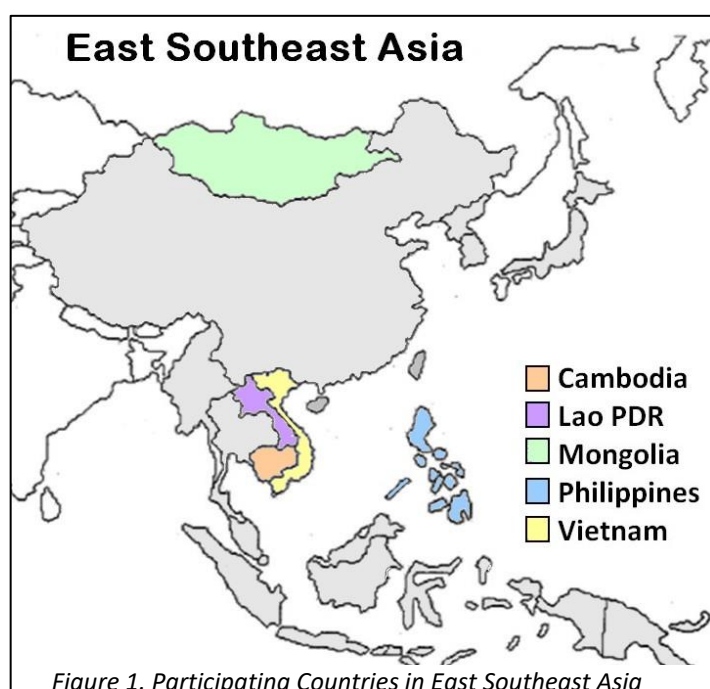 East Southeast Asia
Cambodia
Lao PDR
Mongolia
Philippines
Vietnam
Figure 1. Participating Countries in East Southeast Asia